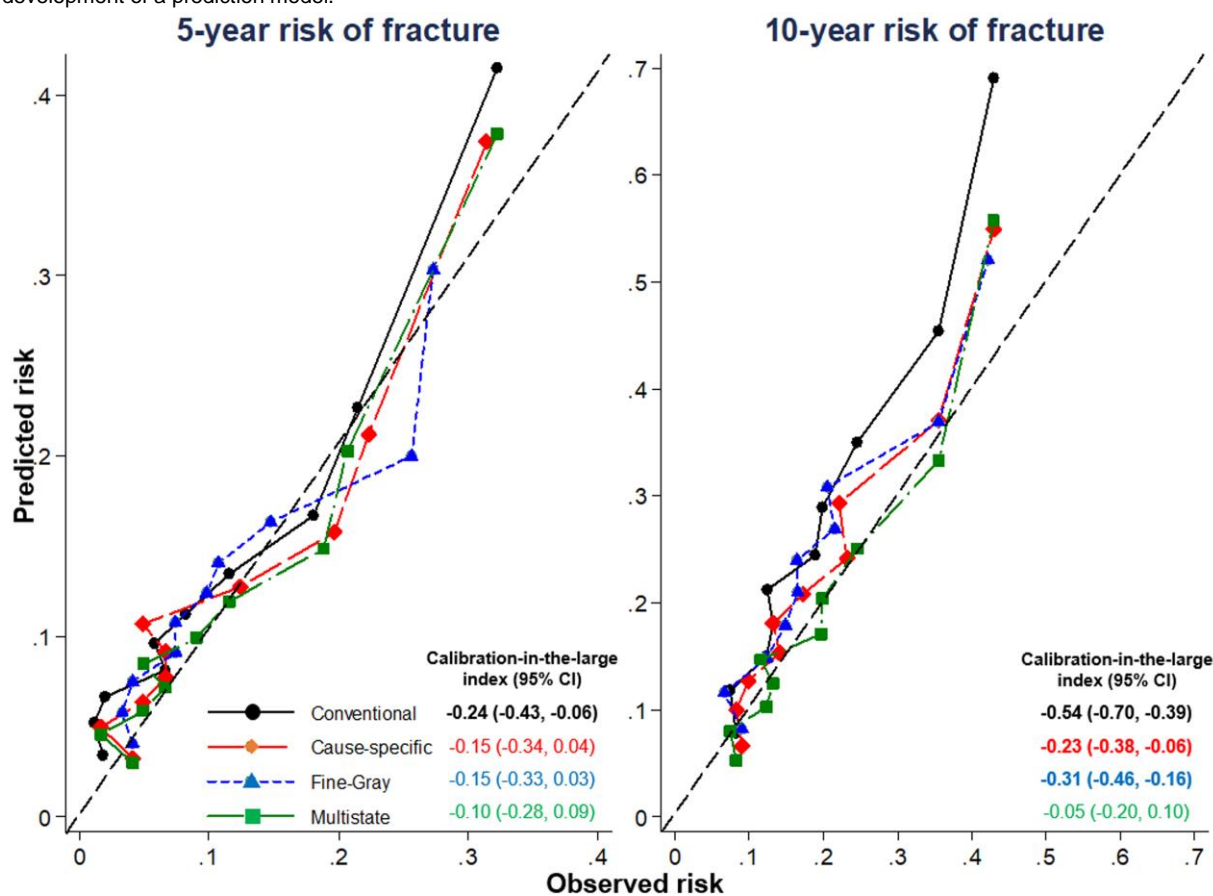 development of a prediction model.
5-year risk of fracture
10-year risk of fracture
Predicted risk
.4
.3
.2
.1
0
0
.1
.2
.3
.4
Calibration-in-the-large
index (95% CI)
Conventional -0.24 (-0.43, -0.06)
Cause-specific -0.15 (-0.34, 0.04)
Fine-Gray -0.15 (-0.33, 0.03)
Multistate -0.10 (-0.28, 0.09)
.7
.6
.5
.4
.3
.2
.1
0
0
.1
.2
.3
.4
.5
.6
.7
Calibration-in-the-large
index (95% CI)
-0.54 (-0.70, -0.39)
-0.23 (-0.38, -0.06)
-0.31 (-0.46, -0.16)
-0.05 (-0.20, 0.10)
Observed risk